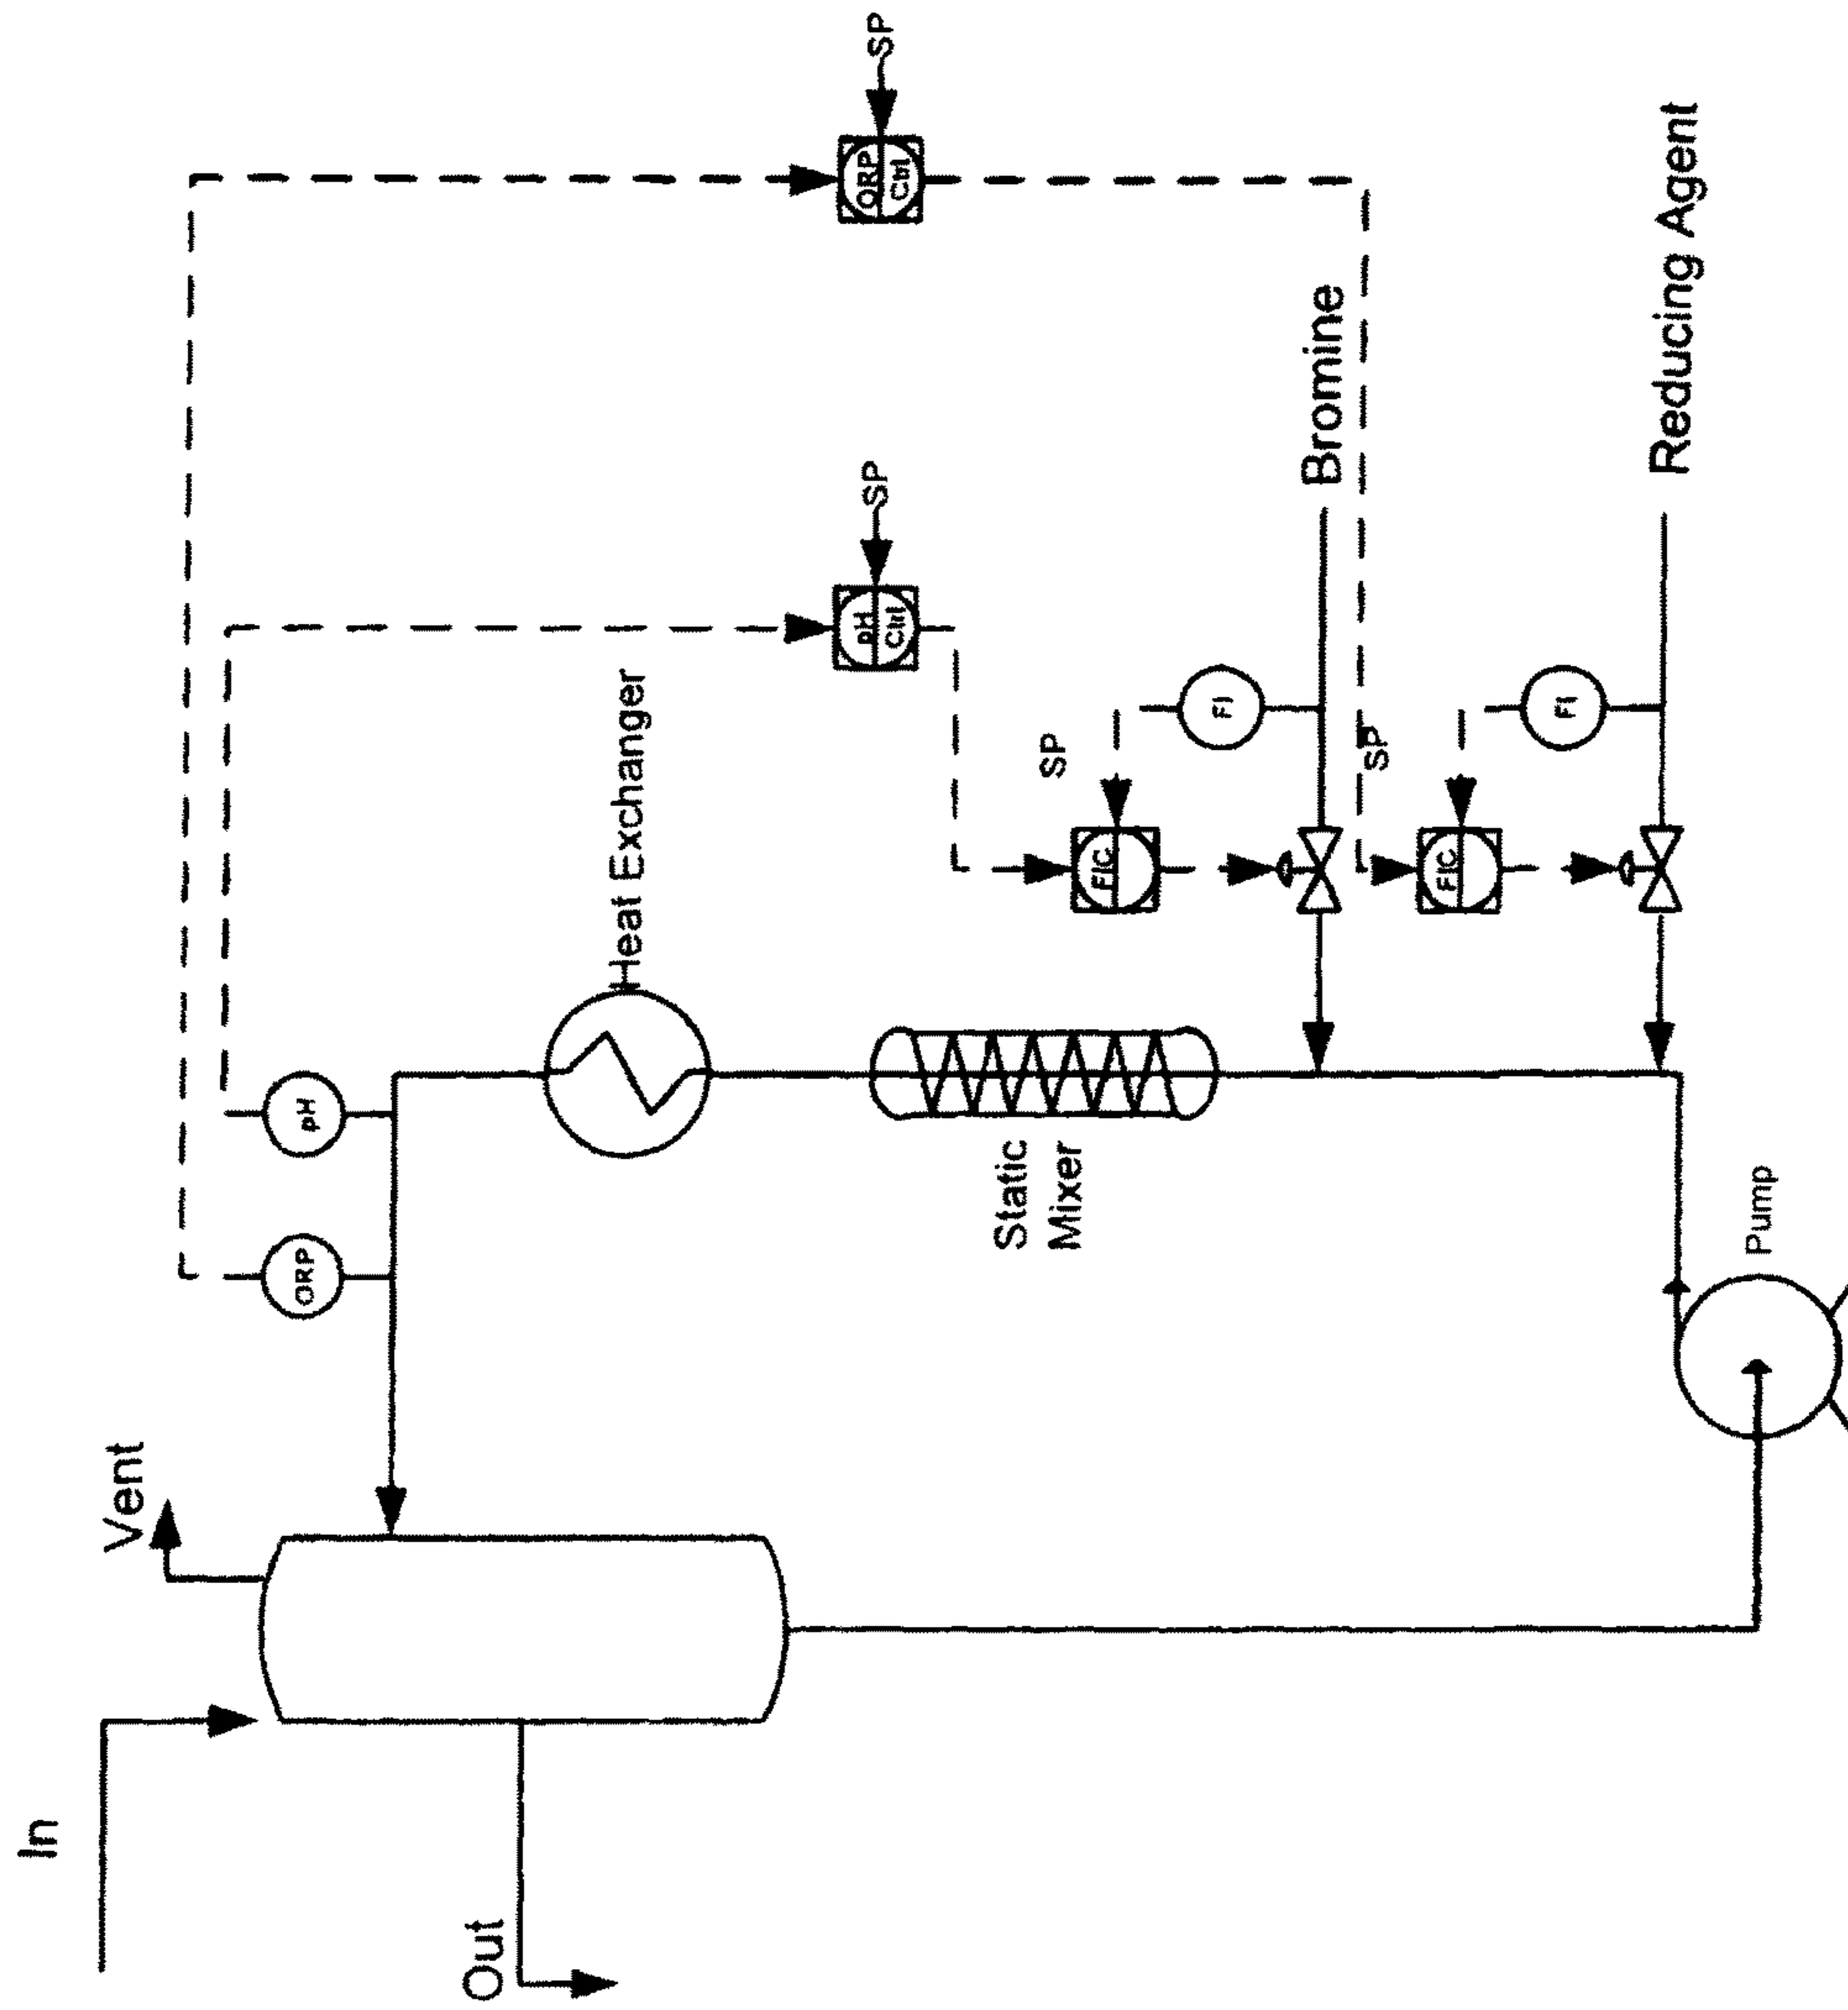 In
Out
Vent
ORP
pH
Heat Exchanger
Static
Mixer
Pump
pH
Ctrl
SP
ORP
Ctrl
SP
SP
FIC
FI
Bromine
SP
FIC
FI
Reducing Agent